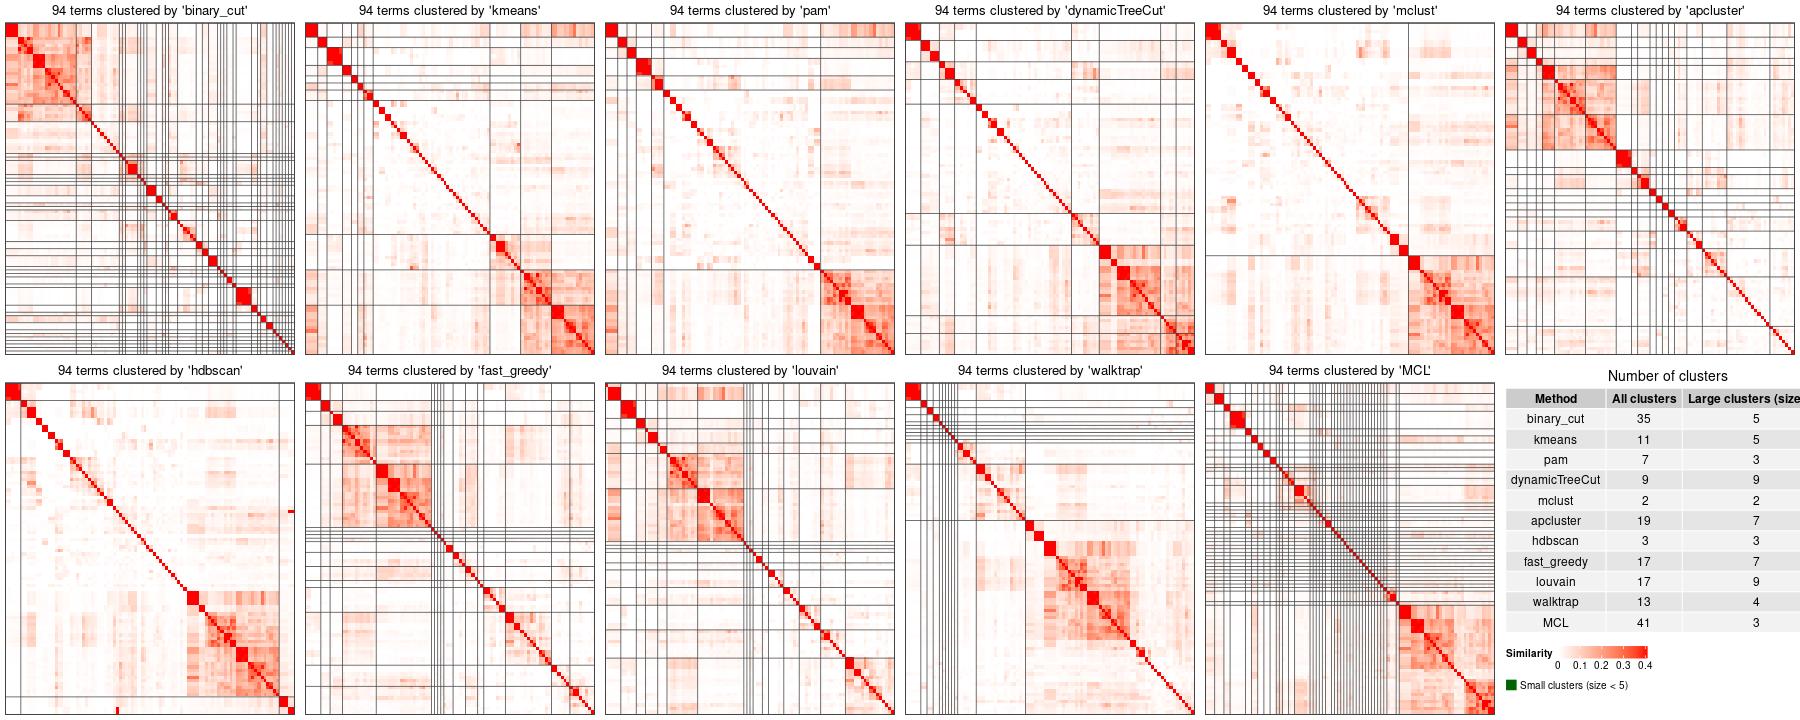 94 terms clustered by 'binary_cut'
94 terms clustered by 'kmeans'
94 terms clustered by 'pam'
94 terms clustered by 'dynamicTreeCut'
94 terms clustered by 'mclust'
94 terms clustered by 'apcluster'
94 terms clustered by 'hdbscan'
94 terms clustered by 'fast_greedy'
94 terms clustered by 'louvain'
94 terms clustered by 'walktrap'
94 terms clustered by 'MCL'
Number of clusters
Method All clusters Large clusters (size
binary_cut 35 5
kmeans 11 5
pam 7 3
dynamicTreeCut 9 9
mclust 2 2
apcluster 19 7
hdbscan 3 3
fast_greedy 17 7
louvain 17 9
walktrap 13 4
MCL 41 3
Similarity
0 0.1 0.2 0.3 0.4
Small clusters (size < 5)